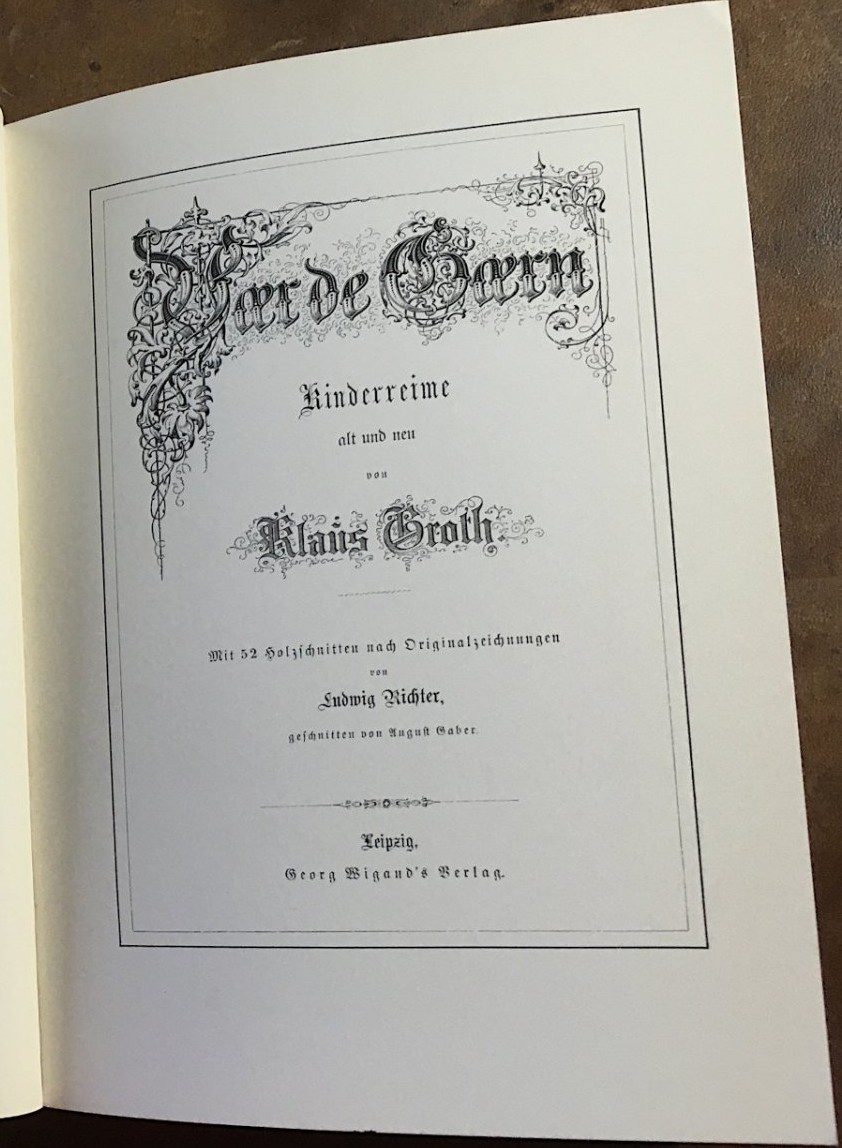 Vær de Gærn
Kinderreime
alt und neu
von
Klaus Groth.
Mit 52 Holzschnitten nach Originalzeichnungen
von
Ludwig Richter,
geschnitten von August Gaber.
Leipzig,
Georg Wigand's Verlag.